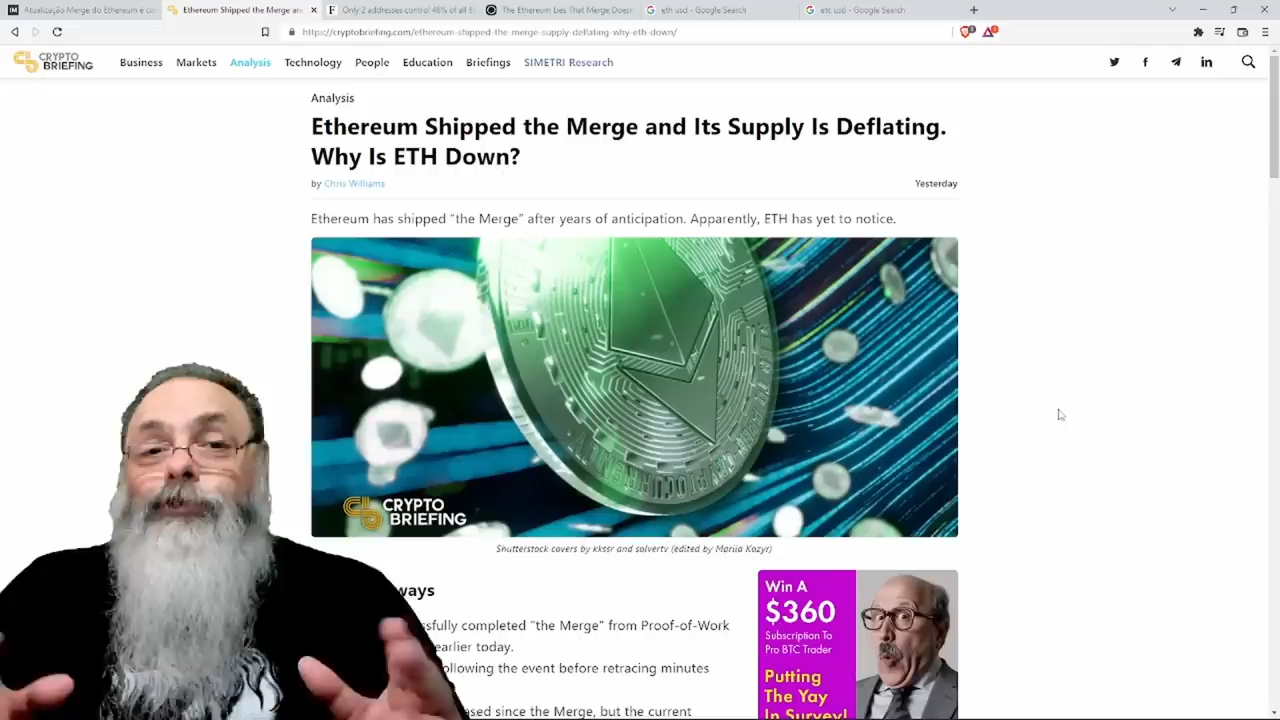 Atualização Merge do Ethereum é co
Ethereum Shipped the Merge an
Only 2 addresses control 46% of all E
The Ethereum Lies That Merge Doesn
eth usd - Google Search
etc usd - Google Search
https://cryptobriefing.com/ethereum-shipped-the-merge-supply-deflating-why-eth-down/
CRYPTO
BRIEFING
Business Markets Analysis Technology People Education Briefings SIMETRI Research
Analysis
Ethereum Shipped the Merge and Its Supply Is Deflating.
Why Is ETH Down?
by Chris Williams
Yesterday
Ethereum has shipped “the Merge” after years of anticipation. Apparently, ETH has yet to notice.
CRYPTO
BRIEFING
Shutterstock covers by kkssr and solvertv (edited by Mariia Kozyr)
ways
sfully completed “the Merge” from Proof-of-Work
earlier today.
ollowing the event before retracing minutes
ased since the Merge, but the current
Win A
$360
Subscription To
Pro BTC Trader
Putting
The Yay
In Survey!